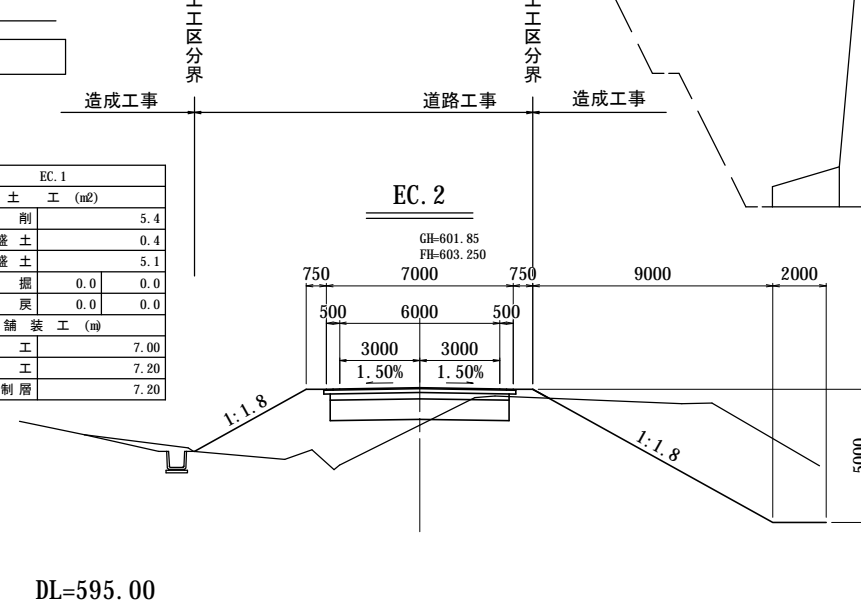 工区分界
工区分界
造成工事
道路工事
造成工事
EC.1
土 工 (m2)
削 5.4
盛土 0.4
盛土 5.1
掘 0.0 0.0
戻 0.0 0.0
舗装工 (m)
工 7.00
工 7.20
制層 7.20
EC.2
GH=601.85
FH=603.250
750 7000 750 9000 2000
500 6000 500
3000 3000
1.50% 1.50%
1:1.8
1:1.8
5000
DL=595.00